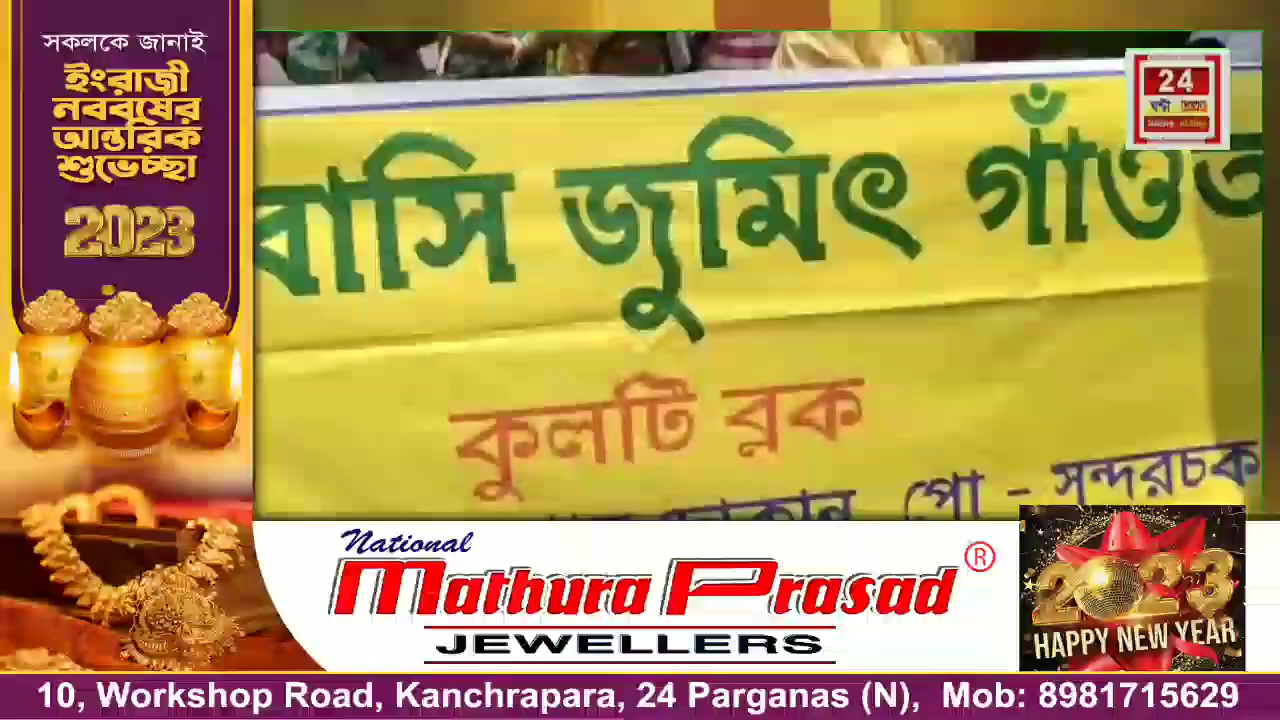 সকলকে জানাই
ইংরাজী
নববর্ষের
আন্তরিক
শুভেচ্ছা
2023
24
বাসি জুমিৎ গাঁওতা
কুলটি ব্লক
পো - সুন্দরচক
National
Mathura Prasad ®
JEWELLERS
2023
HAPPY NEW YEAR
10, Workshop Road, Kanchrapara, 24 Parganas (N), Mob: 8981715629